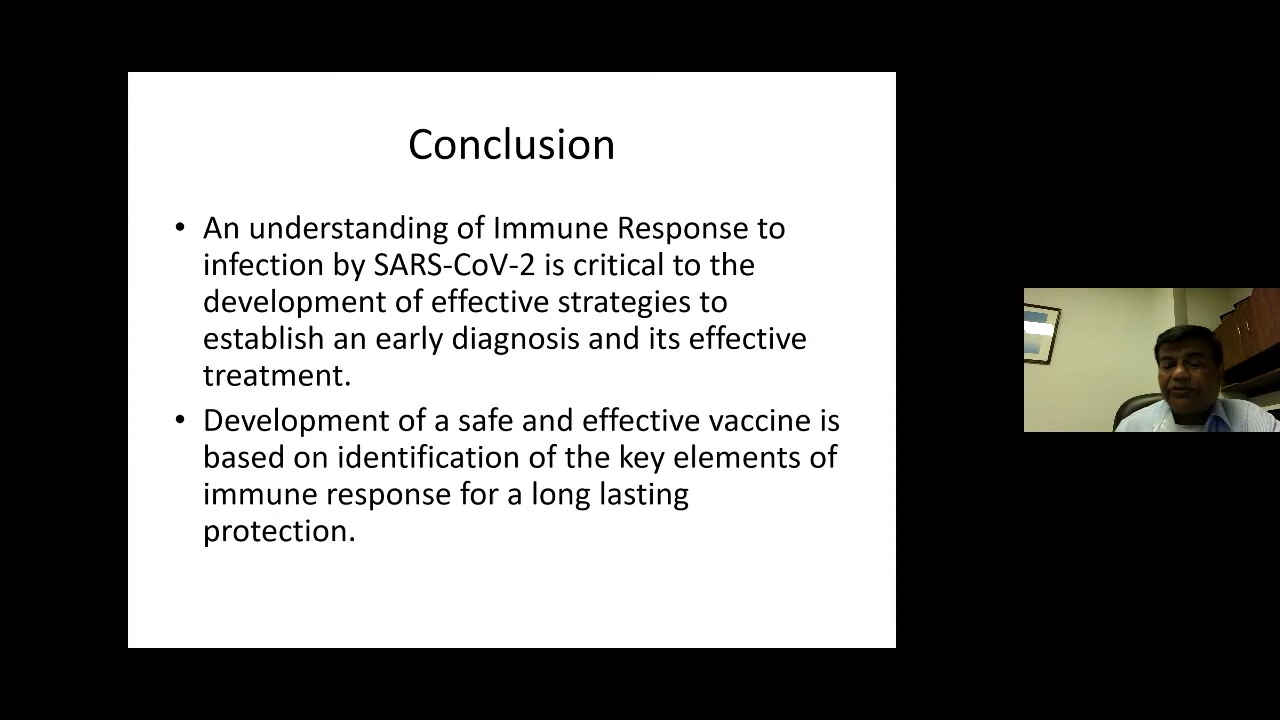 Conclusion
• An understanding of Immune Response to
infection by SARS-CoV-2 is critical to the
development of effective strategies to
establish an early diagnosis and its effective
treatment.
• Development of a safe and effective vaccine is
based on identification of the key elements of
immune response for a long lasting
protection.